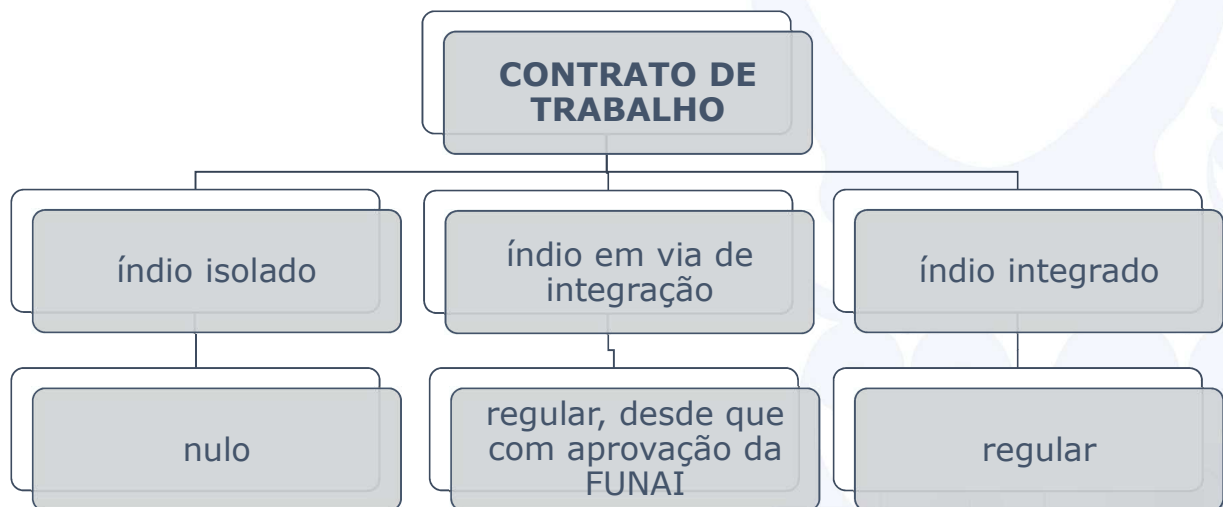 CONTRATO DE
TRABALHO
índio isolado
índio em via de
integração
índio integrado
nulo
regular, desde que
com aprovação da
FUNAI
regular